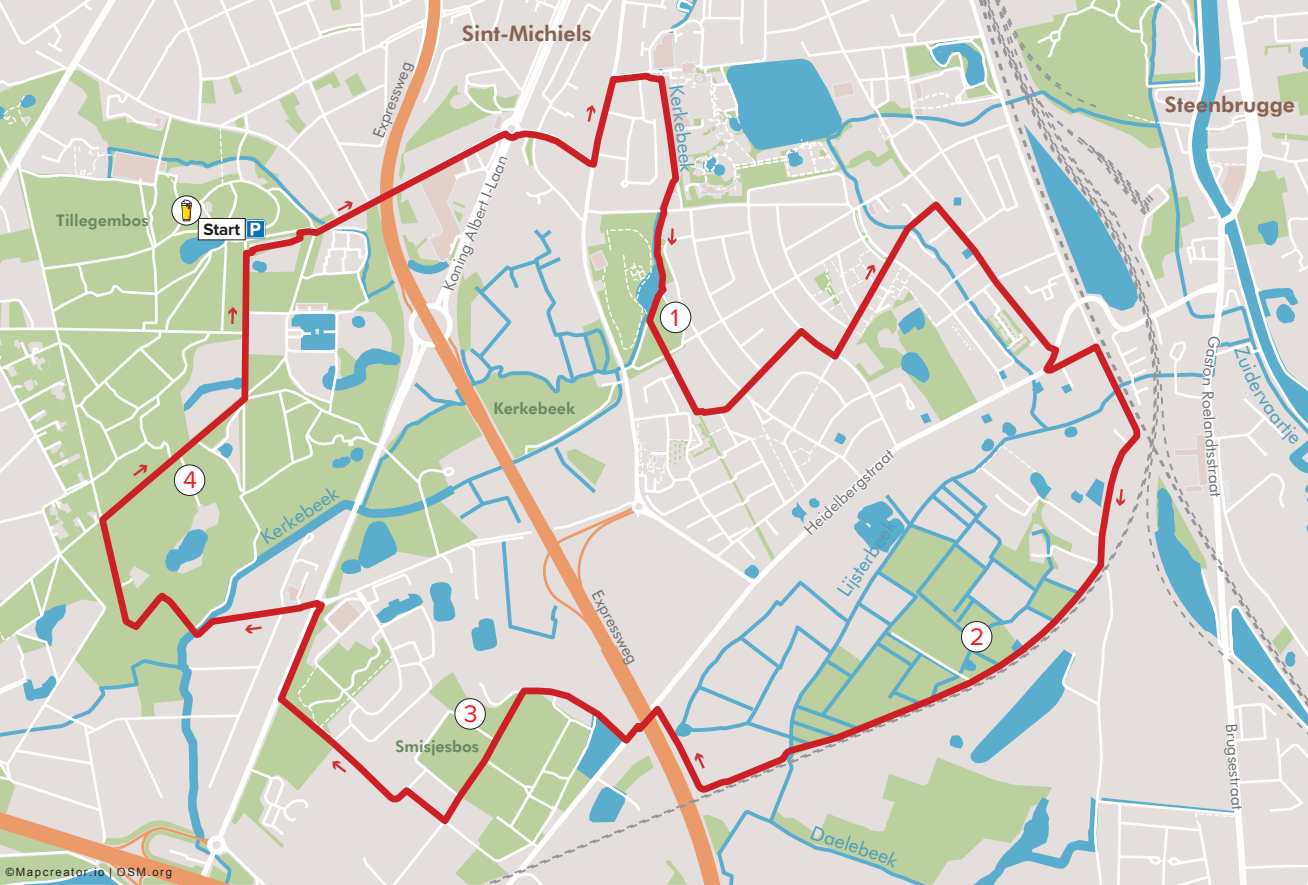 Sint-Michiels
Expressweg
Kerkebeek
Steenbrugge
Tillegembos
Start P
Koning Albert I-Laan
1
Kerkebeek
Gaston Roelandtsstraat
Zuidervaartje
Heidelbergstraat
4
Kerkebeek
Lijsterbeek
Expressweg
2
3
Smisjesbos
Brugsestraat
Daelebeek
©Mapcreator.io | OSM.org